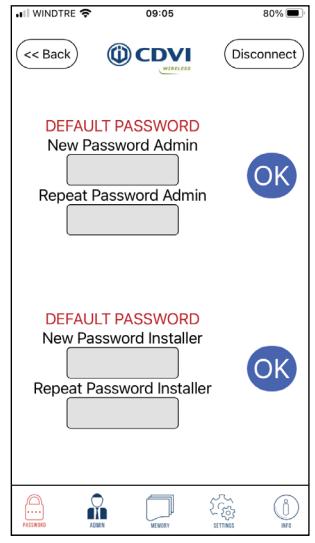 WINDTRE 09:05 80%
<< Back CDVI Disconnect
WIRELESS
DEFAULT PASSWORD
New Password Admin
OK
Repeat Password Admin
DEFAULT PASSWORD
New Password Installer
OK
Repeat Password Installer
PASSWORD ADMIN MEMORY SETTINGS INFO